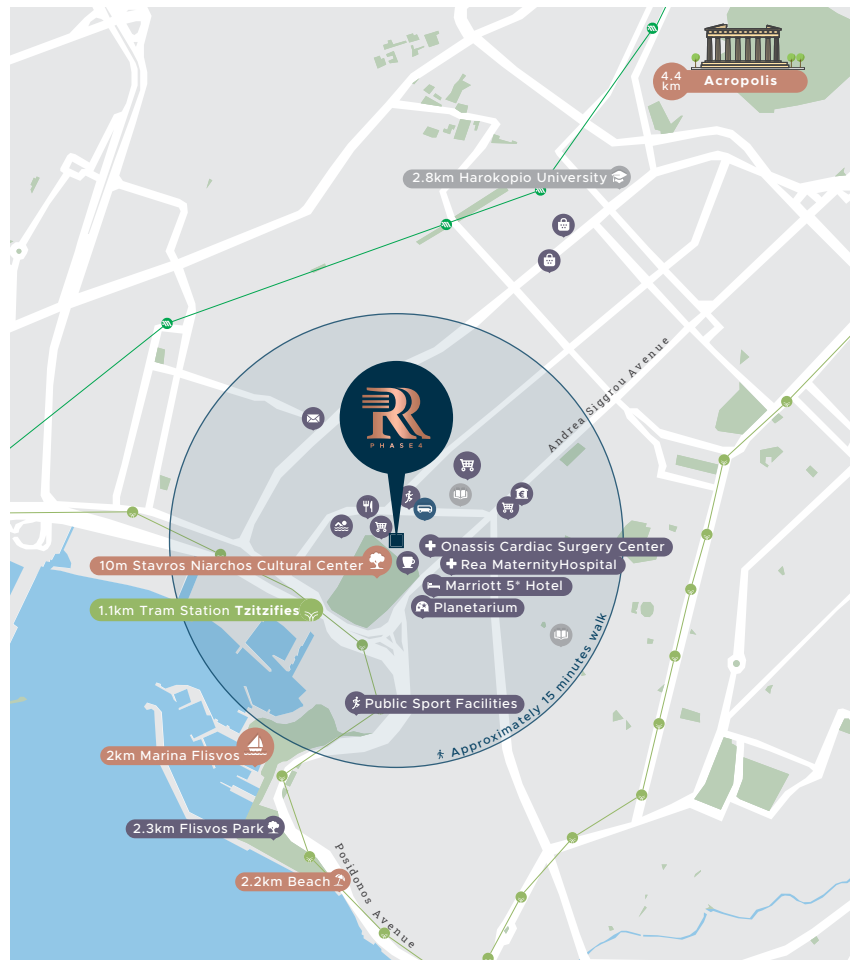 4.4
km
Acropolis
2.8km Harokopio University
Andrea Siggrou Avenue
RR
PHASE4
Onassis Cardiac Surgery Center
10m Stavros Niarchos Cultural Center
Rea MaternityHospital
Marriott 5* Hotel
1.1km Tram Station Tzitzifies
Planetarium
Public Sport Facilities
Approximately 15 minutes walk
2km Marina Flisvos
2.3km Flisvos Park
2.2km Beach
Posidonos Avenue